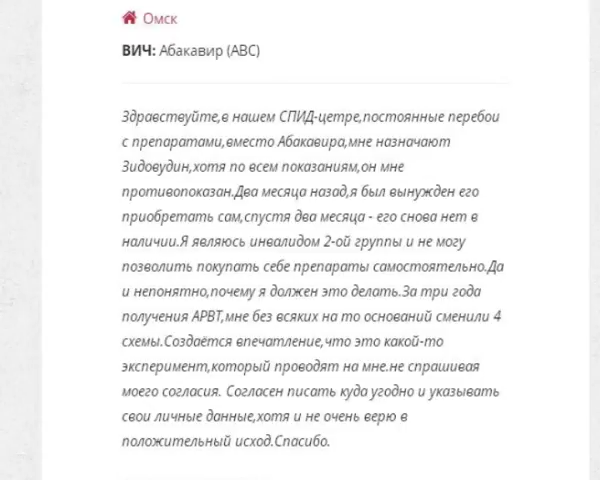 Омск
ВИЧ: Абакавир (ABC)
Здравствуйте,в нашем СПИД-цетре,постоянные перебои
с препаратами,вместо Абакавира,мне назначают
Зидовудин,хотя по всем показаниям,он мне
противопоказан.Два месяца назад,я был вынужден его
приобретать сам,спустя два месяца - его снова нет в
наличии.Я являюсь инвалидом 2-ой группы и не могу
позволить покупать себе препараты самостоятельно.Да
и непонятно,почему я должен это делать.За три года
получения АРВТ,мне без всяких на то оснований сменили 4
схемы.Создаётся впечатление,что это какой-то
эксперимент,который проводят на мне.не спрашивая
моего согласия. Согласен писать куда угодно и указывать
свои личные данные,хотя и не очень верю в
положительный исход.Спасибо.